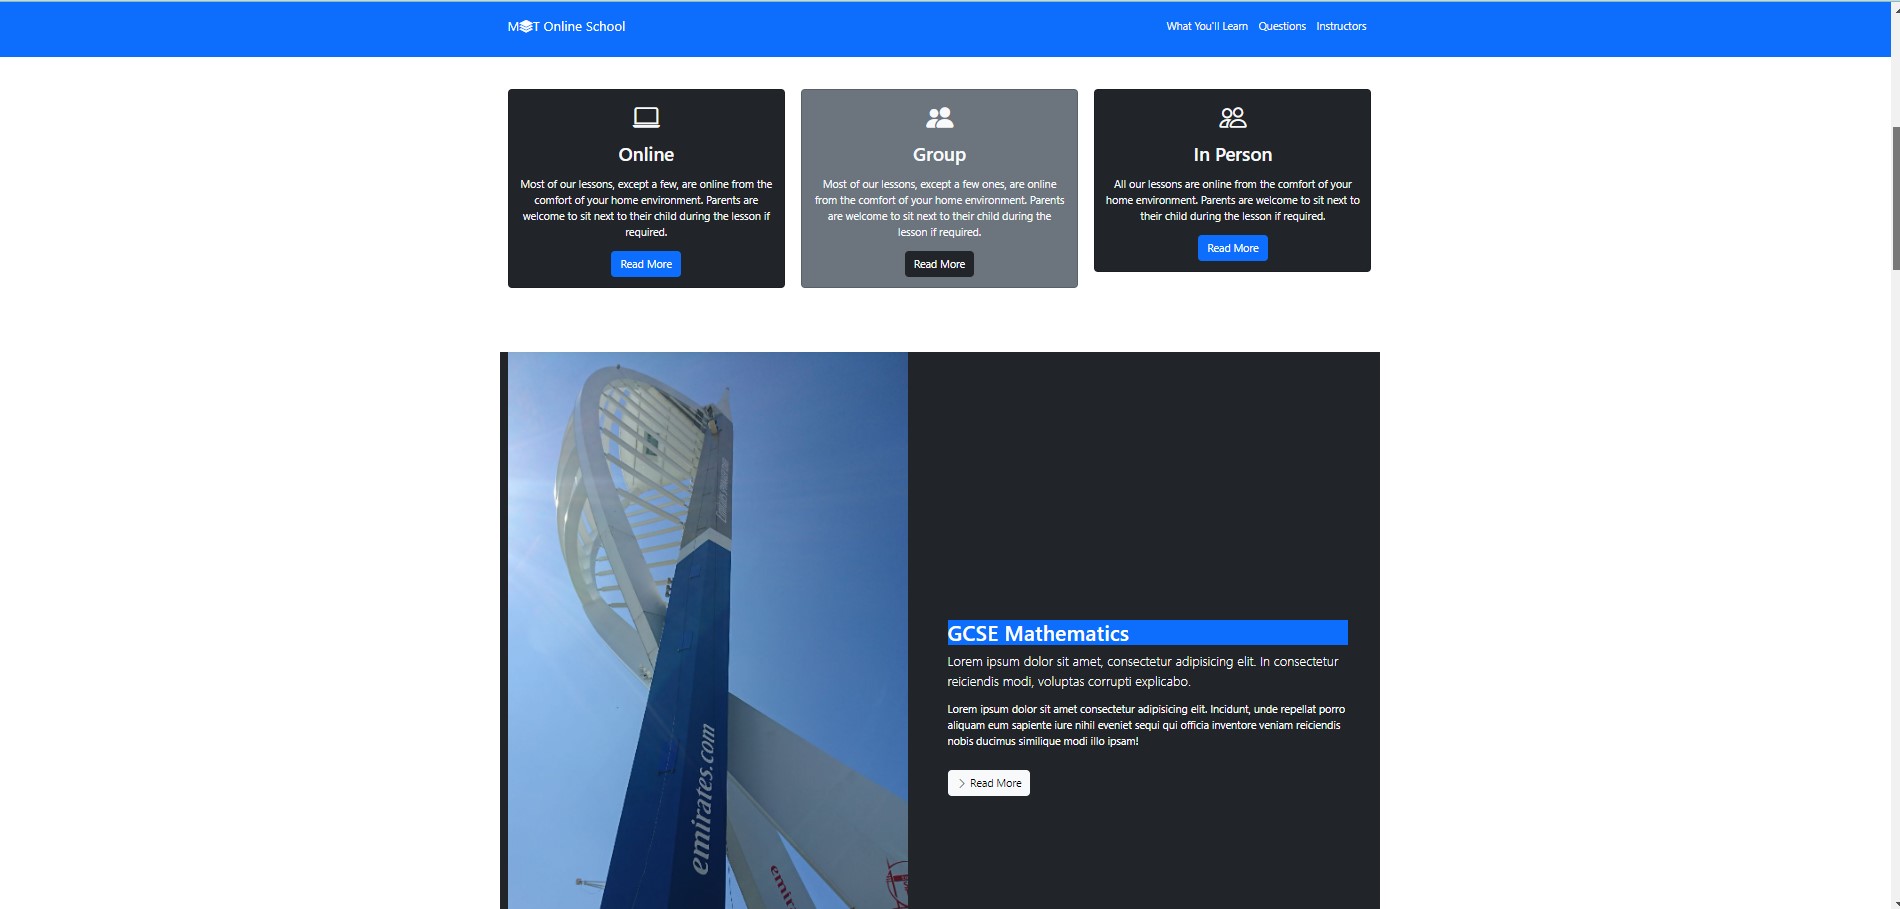 M T Online School
What You'll Learn Questions Instructors
Online
Most of our lessons, except a few, are online from the
comfort of your home environment. Parents are
welcome to sit next to their child during the lesson if
required.
Read More
Group
Most of our lessons, except a few ones, are online
from the comfort of your home environment. Parents
are welcome to sit next to their child during the
lesson if required.
Read More
In Person
All our lessons are online from the comfort of your
home environment. Parents are welcome to sit next to
their child during the lesson if required.
Read More
emirates.com
emira
GCSE Mathematics
Lorem ipsum dolor sit amet, consectetur adipisicing elit. In consectetur
reiciendis modi, voluptas corrupti explicabo.
Lorem ipsum dolor sit amet consectetur adipisicing elit. Incidunt, unde repellat porro
aliquam eum sapiente iure nihil eveniet sequi qui officia inventore veniam reiciendis
nobis ducimus similique modi illo ipsam!
Read More